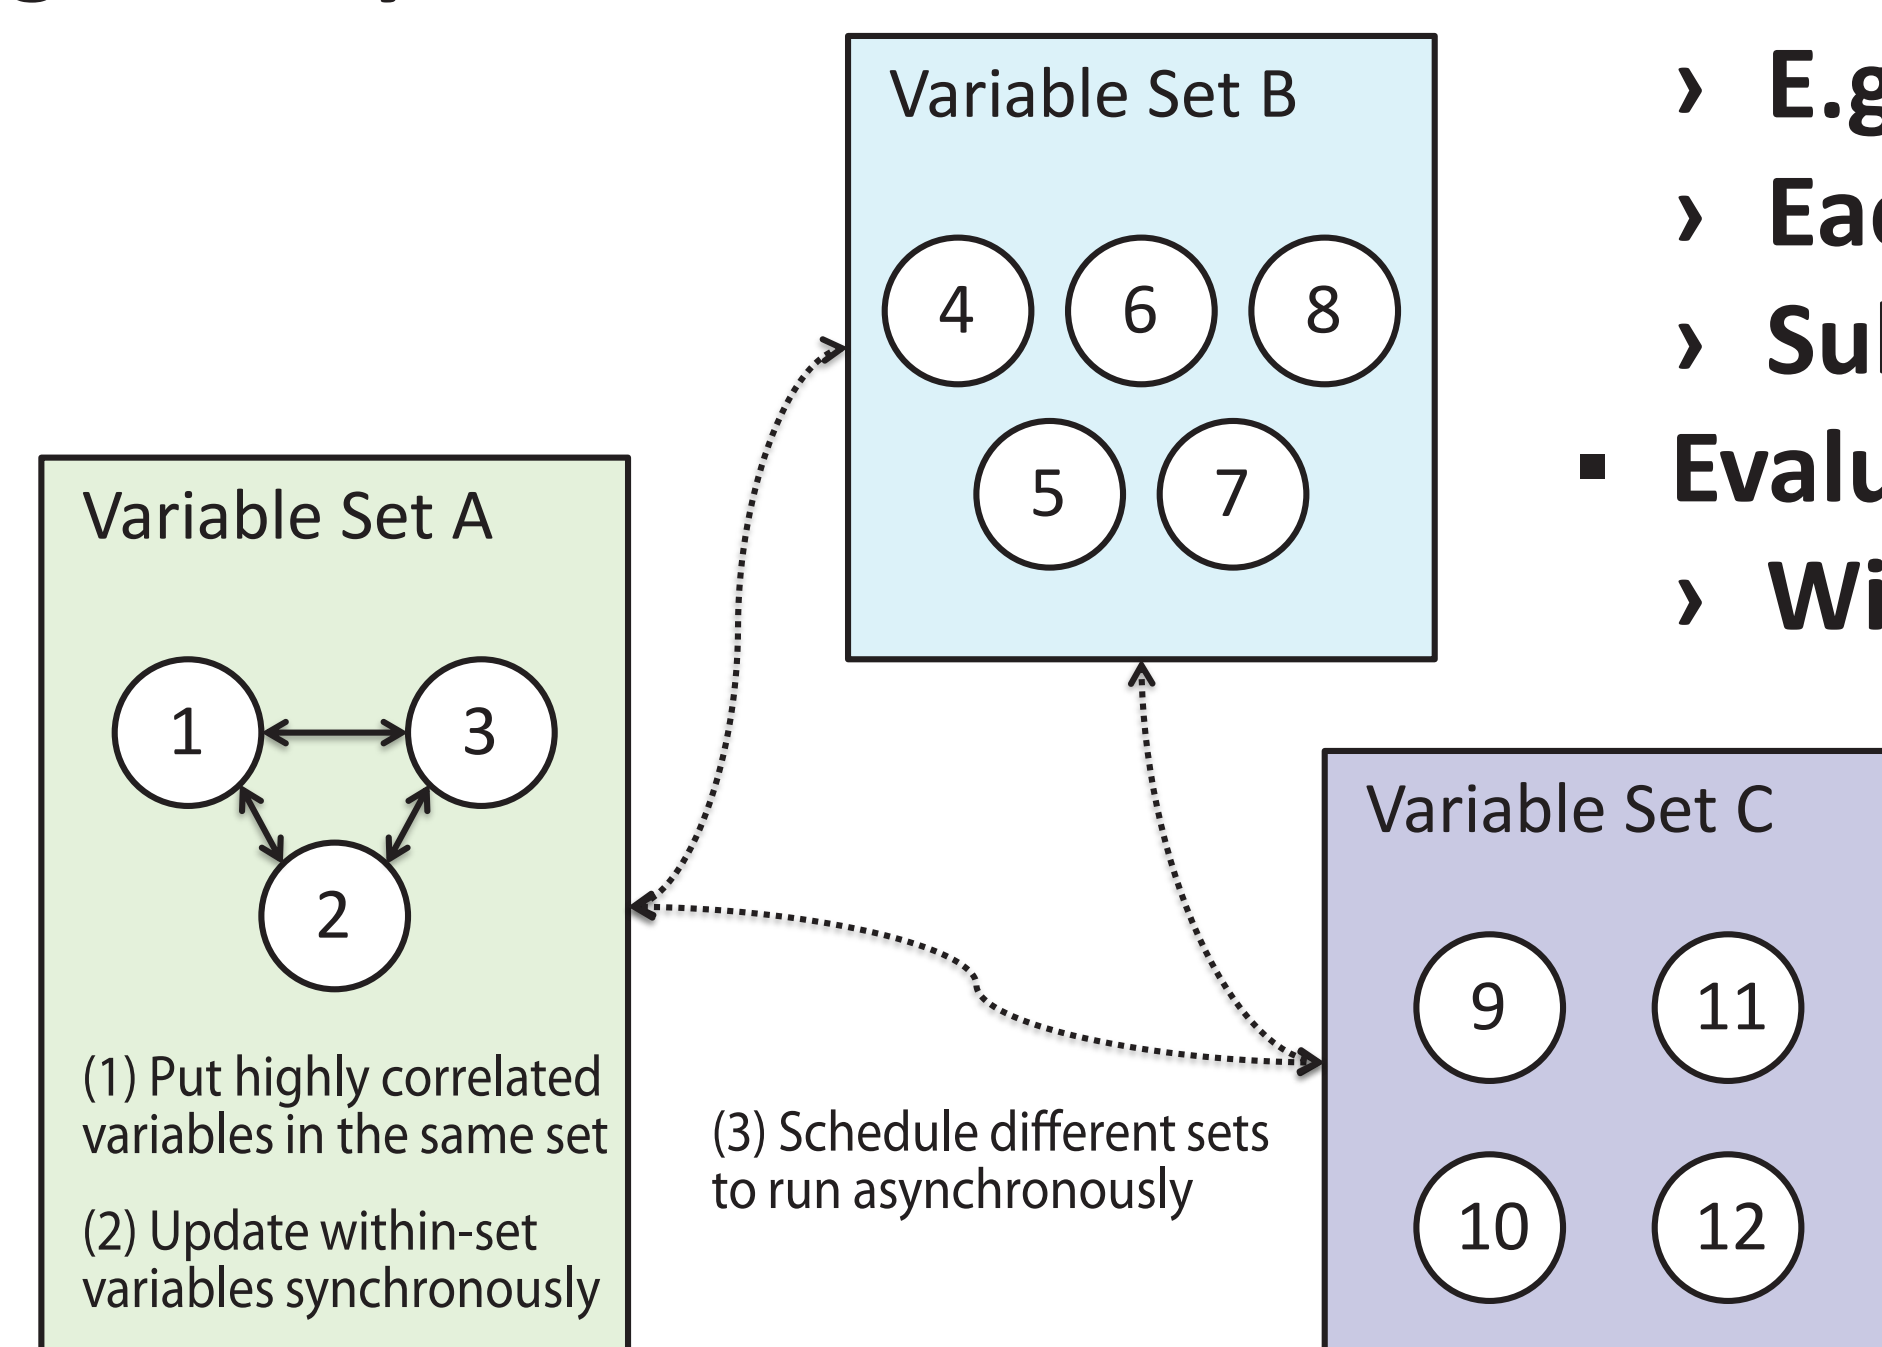 Variable Set B
4 6 8
5 7
Variable Set A
1 3
2
(1) Put highly correlated
variables in the same set
(2) Update within-set
variables synchronously
(3) Schedule different sets
to run asynchronously
Variable Set C
9 11
10 12
› E.g
›
›
▪
›